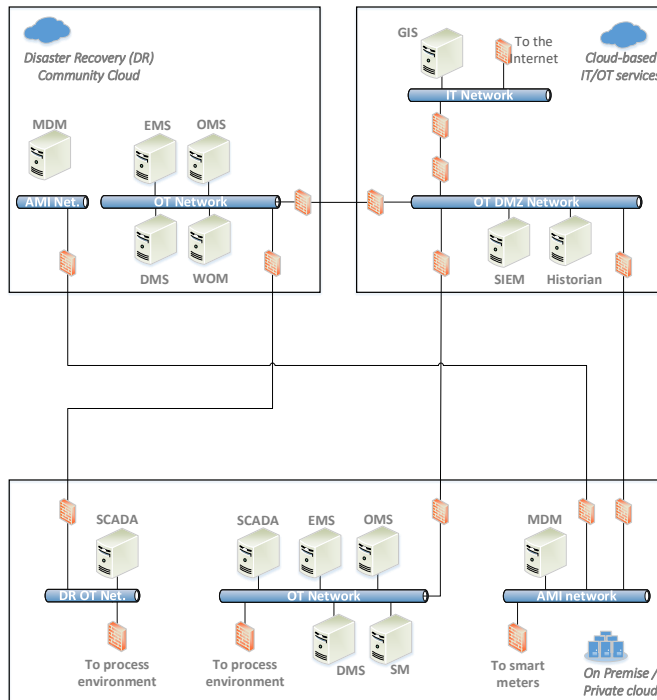 Disaster Recovery (DR)
Community Cloud
MDM
EMS
OMS
AMI Net.
OT Network
DMS
WOM
GIS
To the
Internet
Cloud-based
IT/OT services
IT Network
OT DMZ Network
SIEM
Historian
SCADA
DR OT Net.
To process
environment
SCADA
EMS
OMS
OT Network
DMS
SM
To process
environment
MDM
AMI network
To smart
meters
On Premise /
Private cloud